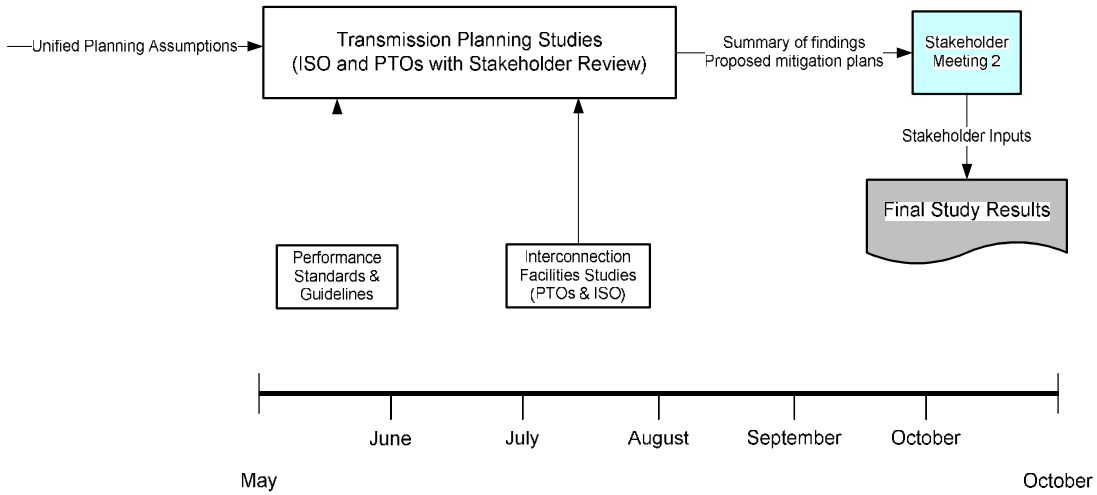 Unified Planning Assumptions
Transmission Planning Studies
(ISO and PTOs with Stakeholder Review)
Summary of findings
Proposed mitigation plans
Stakeholder
Meeting 2
Stakeholder Inputs
Final Study Results
Performance
Standards &
Guidelines
Interconnection
Facilities Studies
(PTOs & ISO)
June
July
August
September
October
May
October